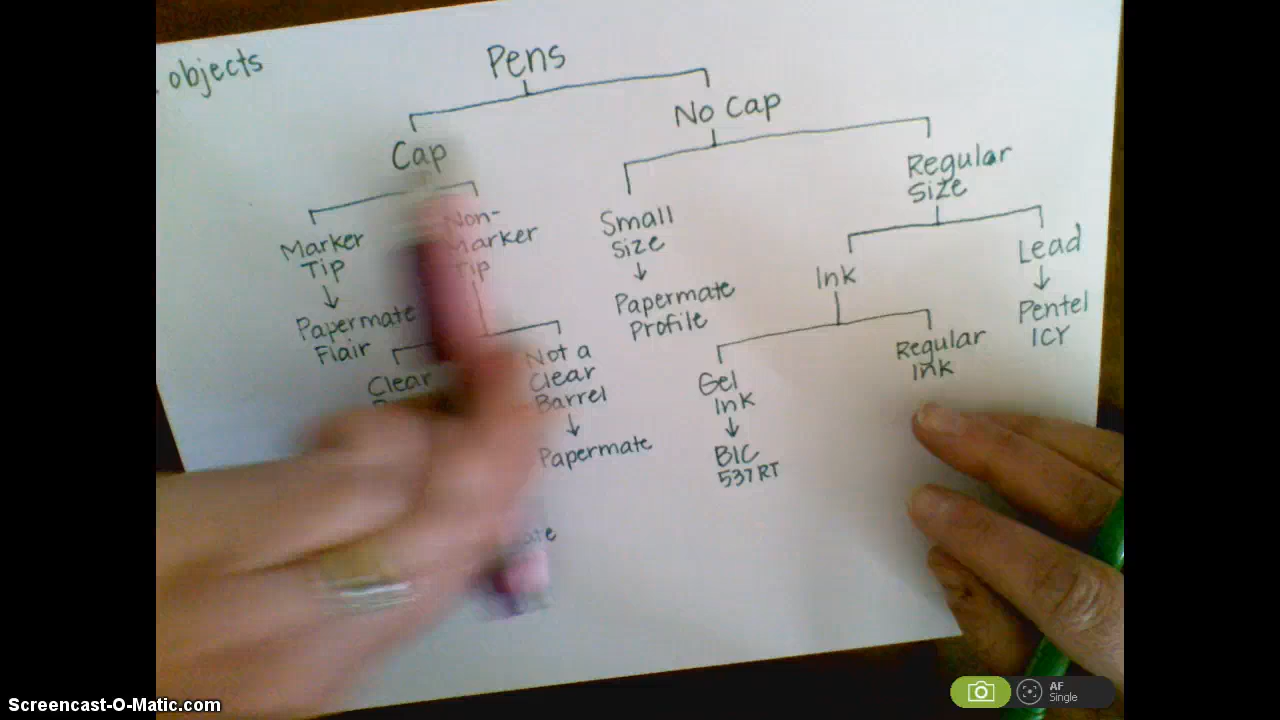 objects
Pens
Cap
No Cap
Marker
Tip
Papermate
Flair
Non-
Marker
Tip
Clear
Not a
Clear
Barrel
Papermate
Small
Size
Papermate
Profile
Regular
Size
Ink
Gel
Ink
BIC
537RT
Regular
Ink
Lead
Pentel
ICY
Screencast-O-Matic.com
AF
Single